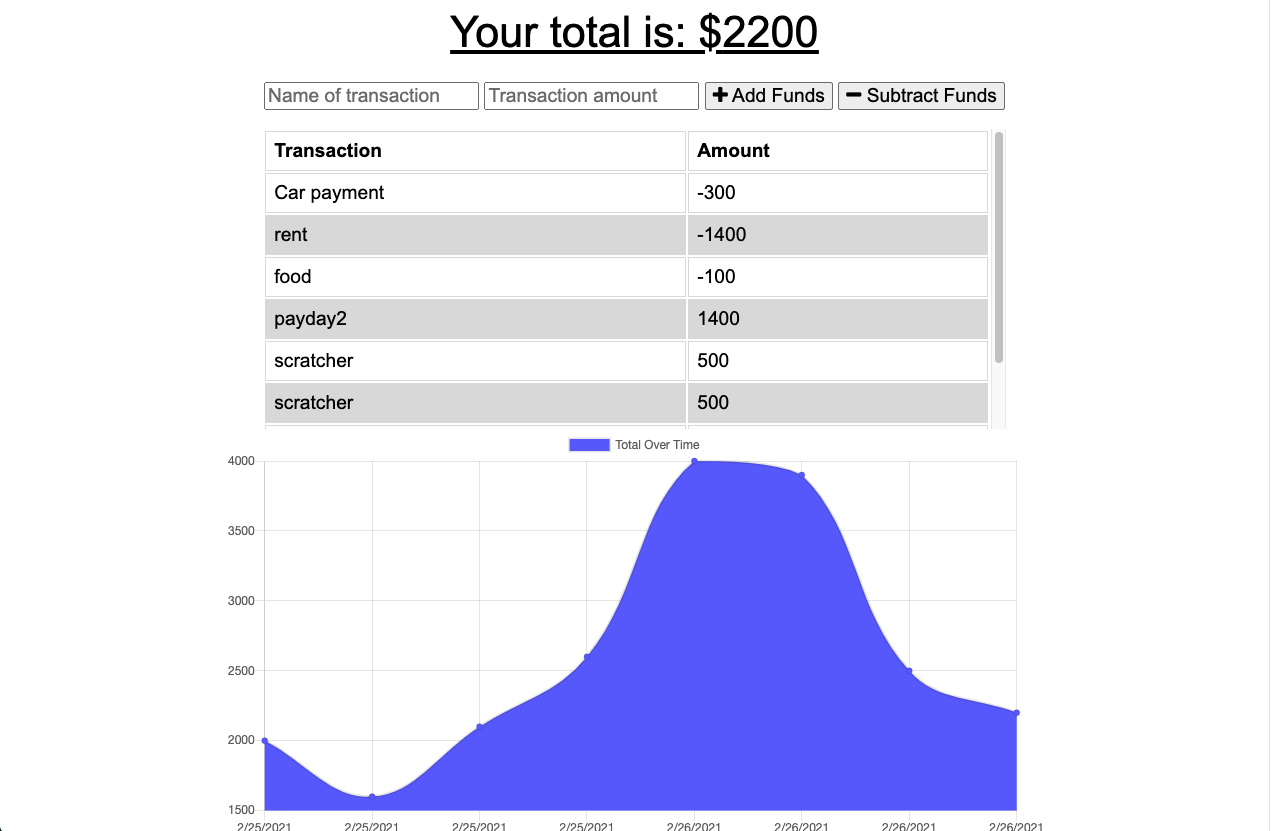 Your total is: $2200
Name of transaction Transaction amount + Add Funds - Subtract Funds
Transaction Amount
Car payment -300
rent -1400
food -100
payday2 1400
scratcher 500
scratcher 500
Total Over Time
4000
3500
3000
2500
2000
1500
2/25/2021 2/25/2021 2/25/2021 2/25/2021 2/26/2021 2/26/2021 2/26/2021 2/26/2021